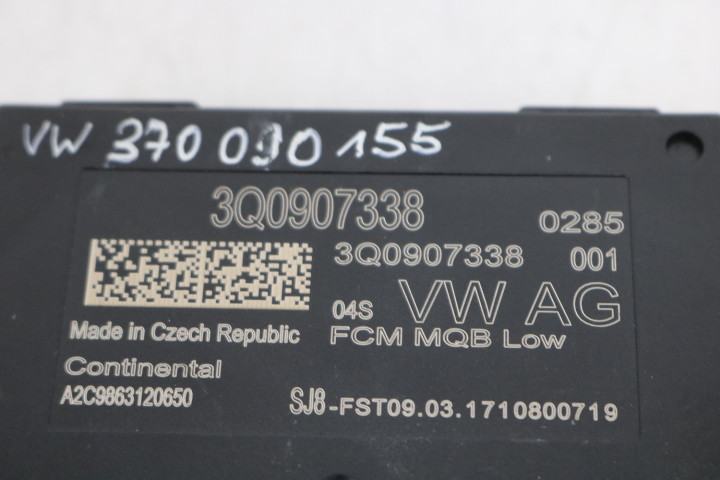 VW 370 090 155
3Q0907338
0285
3Q0907338 001
04S VW AG
Made in Czech Republic
FCM MQB Low
Continental
A2C9863120650
SJ8-FST09.03.1710800719